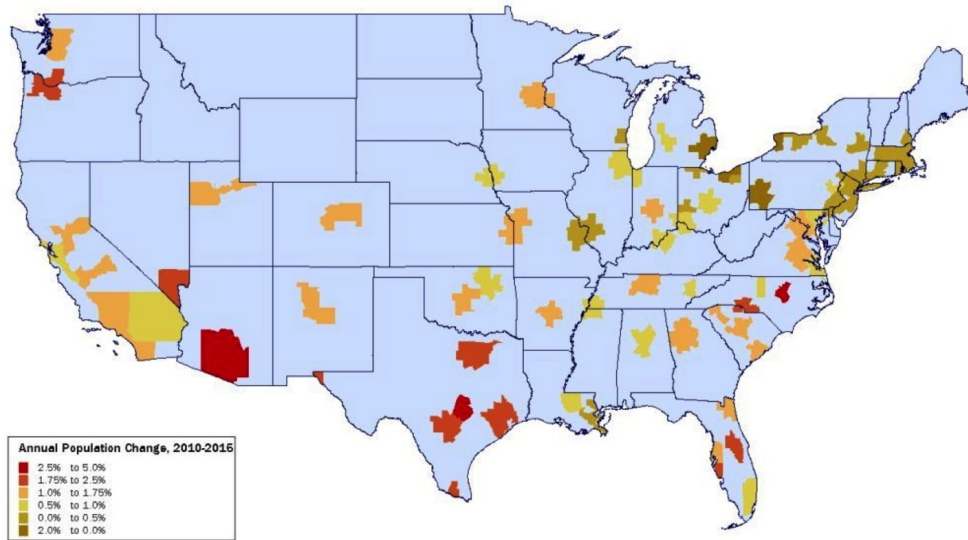 Annual Population Change, 2010-2016
2.5% to 5.0%
1.75% to 2.5%
1.0% to 1.75%
0.5% to 1.0%
0.0% to 0.5%
2.0% to 0.0%